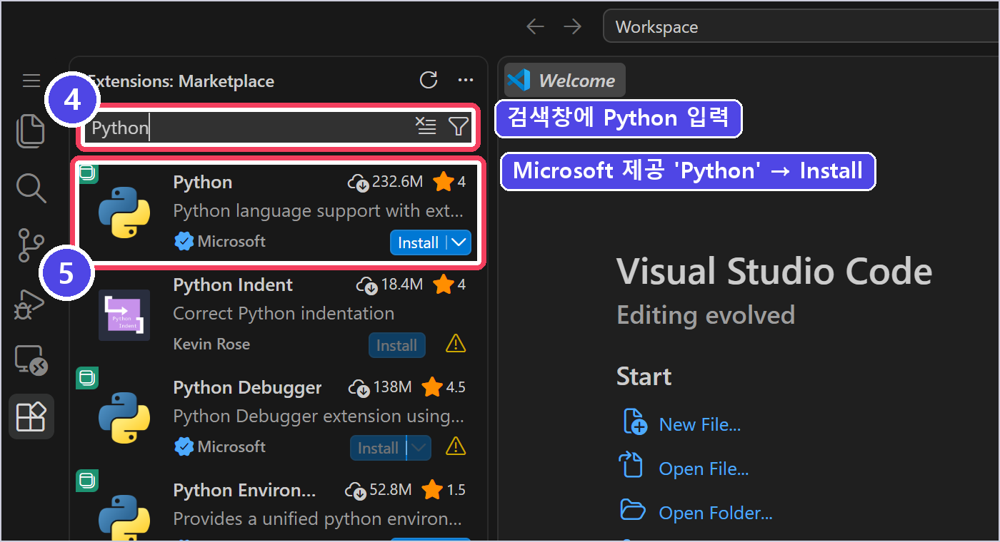 Workspace
Extensions: Marketplace
Welcome
4
Python
검색창에 Python 입력
Microsoft 제공 'Python' → Install
Python 232.6M 4
Python language support with ext...
Microsoft Install
5
Python Indent 18.4M 4
Correct Python indentation
Kevin Rose Install
Python Indent
Python Debugger 138M 4.5
Python Debugger extension using...
Microsoft Install
Python Environ... 52.8M 1.5
Provides a unified python environ...
Visual Studio Code
Editing evolved
Start
New File...
Open File...
Open Folder...